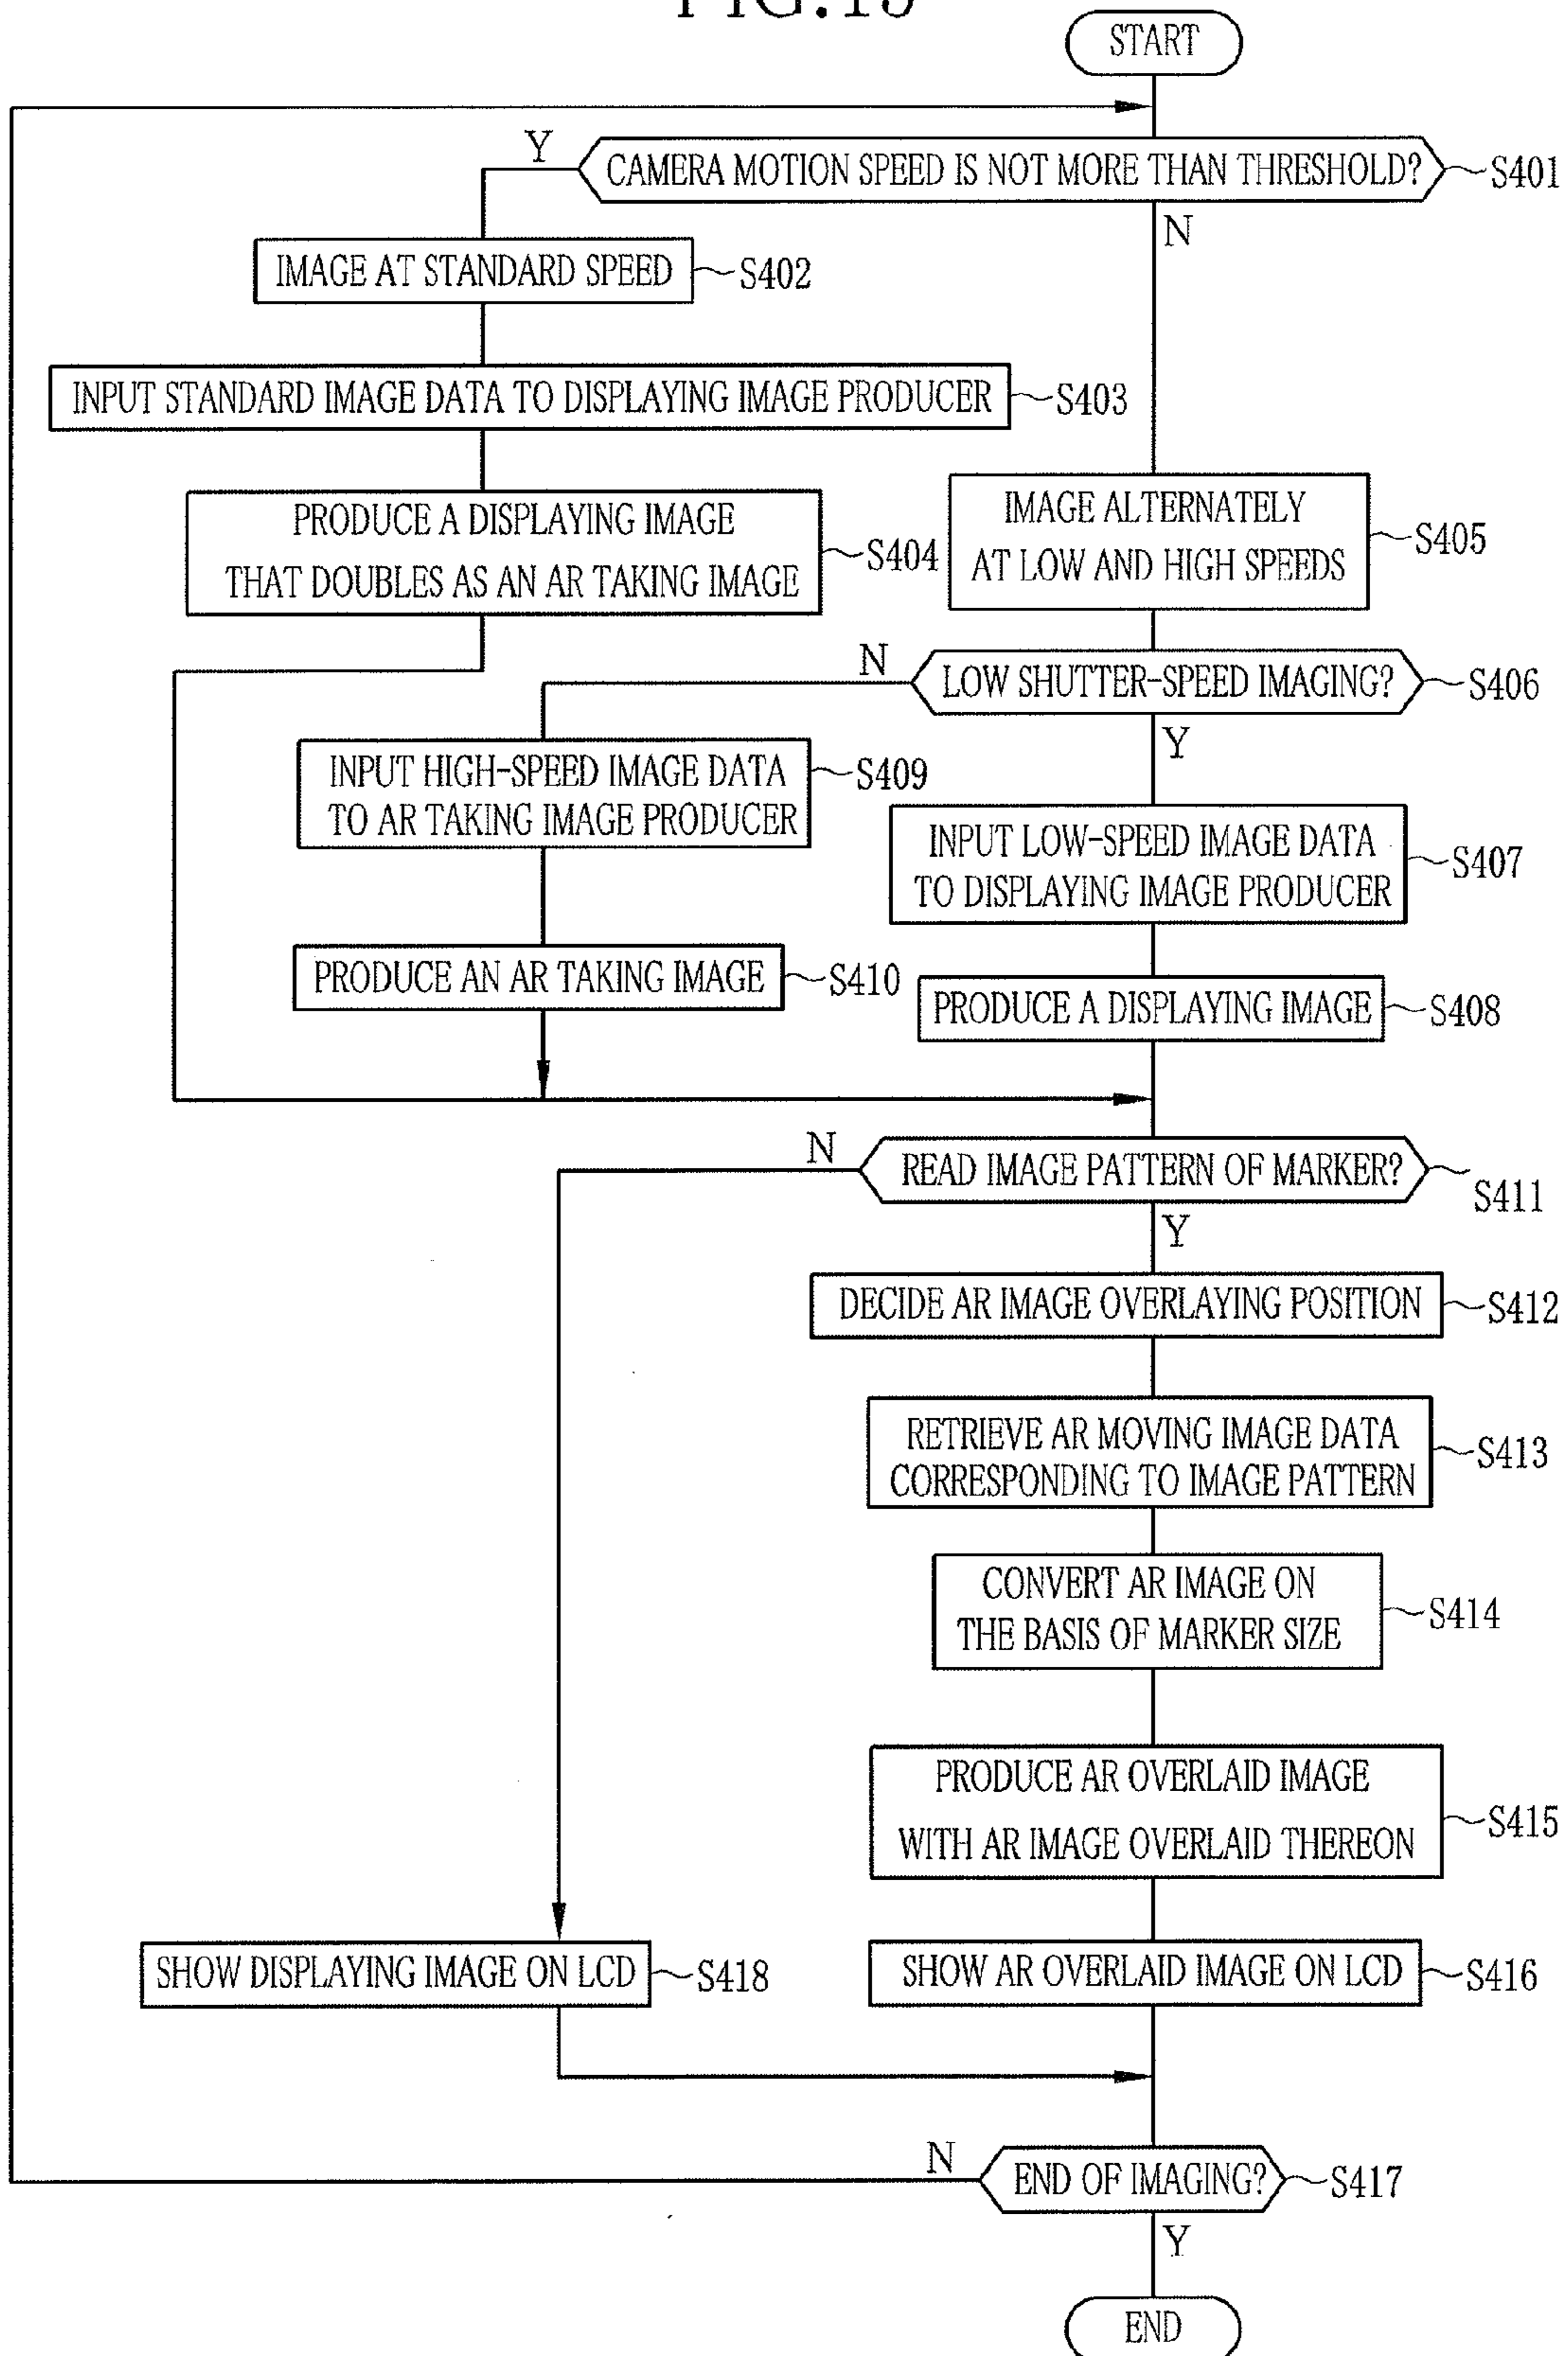 START
Y
CAMERA MOTION SPEED IS NOT MORE THAN THRESHOLD?
S401
N
IMAGE AT STANDARD SPEED
S402
INPUT STANDARD IMAGE DATA TO DISPLAYING IMAGE PRODUCER
S403
PRODUCE A DISPLAYING IMAGE
THAT DOUBLES AS AN AR TAKING IMAGE
S404
IMAGE ALTERNATELY
AT LOW AND HIGH SPEEDS
S405
N
LOW SHUTTER-SPEED IMAGING?
S406
Y
INPUT HIGH-SPEED IMAGE DATA
TO AR TAKING IMAGE PRODUCER
S409
INPUT LOW-SPEED IMAGE DATA
TO DISPLAYING IMAGE PRODUCER
S407
PRODUCE AN AR TAKING IMAGE
S410
PRODUCE A DISPLAYING IMAGE
S408
N
READ IMAGE PATTERN OF MARKER?
S411
Y
DECIDE AR IMAGE OVERLAYING POSITION
S412
RETRIEVE AR MOVING IMAGE DATA
CORRESPONDING TO IMAGE PATTERN
S413
CONVERT AR IMAGE ON
THE BASIS OF MARKER SIZE
S414
PRODUCE AR OVERLAID IMAGE
WITH AR IMAGE OVERLAID THEREON
S415
SHOW DISPLAYING IMAGE ON LCD
S418
SHOW AR OVERLAID IMAGE ON LCD
S416
N
END OF IMAGING?
S417
Y
END